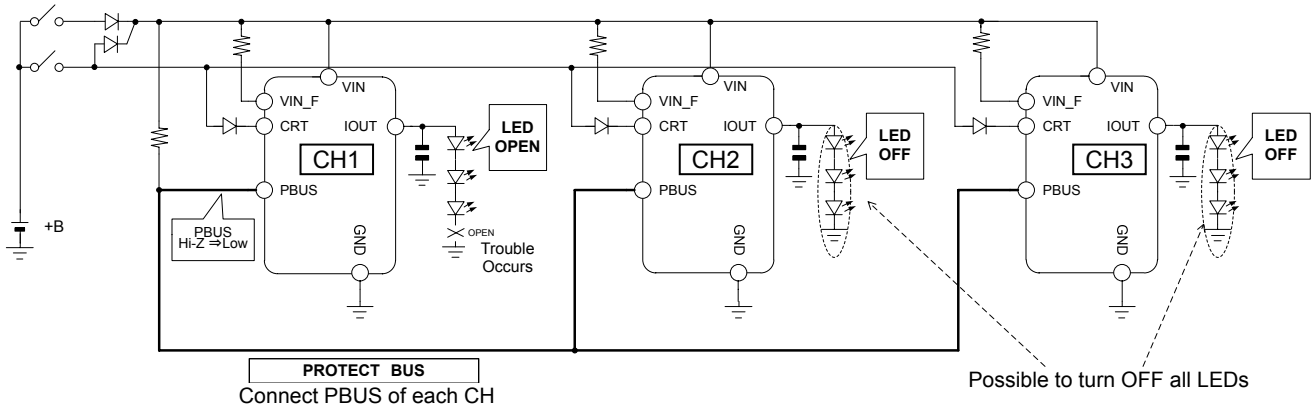 VIN
VIN_F
CRT
IOUT
CH1
PBUS
GND
LED
OPEN
PBUS
Hi-Z ⇒Low
OPEN
Trouble
Occurs
+B
VIN
VIN_F
CRT
IOUT
CH2
PBUS
GND
LED
OFF
VIN
VIN_F
CRT
IOUT
CH3
PBUS
GND
LED
OFF
PROTECT BUS
Connect PBUS of each CH
Possible to turn OFF all LEDs